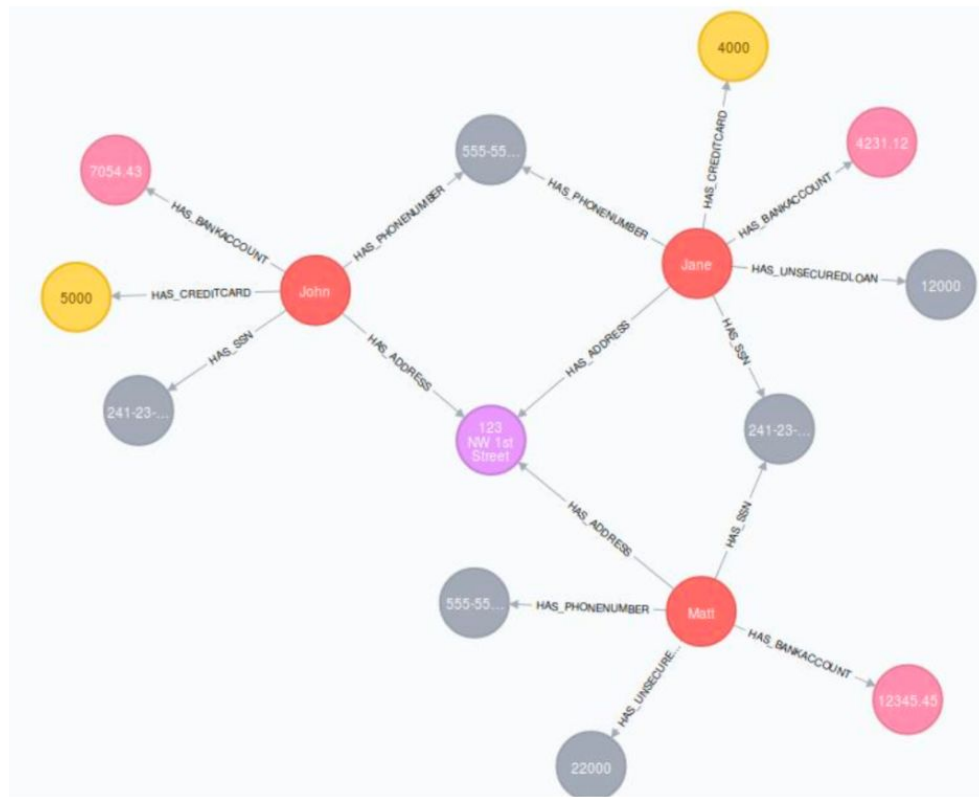 4000
555-55...
4231.12
7054.43
HAS_CREDITCARD
HAS_BANKACCOUNT
HAS_PHONENUMBER
HAS_PHONENUMBER
HAS_BANKACCOUNT
Jane
HAS_UNSECUREDLOAN
12000
5000
HAS_CREDITCARD
John
HAS_SSN
HAS_ADDRESS
HAS_ADDRESS
HAS_SSN
241-23-...
123
NW 1st
Street
241-23-...
HAS_ADDRESS
HAS_SSN
555-55...
HAS_PHONENUMBER
Matt
HAS_BANKACCOUNT
HAS_UNSECURE...
12345.45
22000